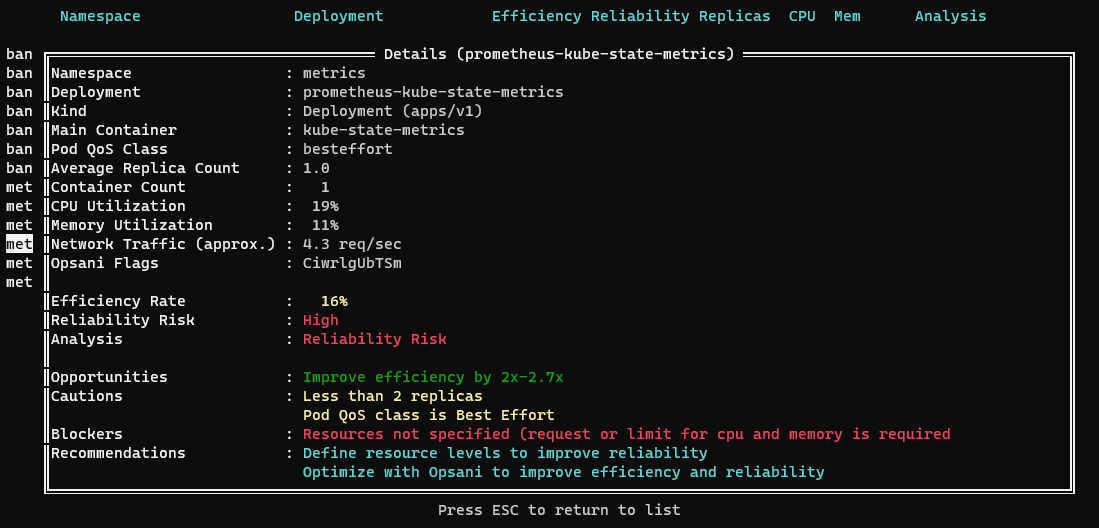 Namespace Deployment Efficiency Reliability Replicas CPU Mem Analysis
ban Details (prometheus-kube-state-metrics)
ban Namespace : metrics
ban Deployment : prometheus-kube-state-metrics
ban Kind : Deployment (apps/v1)
ban Main Container : kube-state-metrics
ban Pod QoS Class : besteffort
ban Average Replica Count : 1.0
met Container Count : 1
met CPU Utilization : 19%
met Memory Utilization : 11%
met Network Traffic (approx.) : 4.3 req/sec
met Opsani Flags : CiwrlgUbTSm
met
Efficiency Rate : 16%
Reliability Risk : High
Analysis : Reliability Risk
Opportunities : Improve efficiency by 2x-2.7x
Cautions : Less than 2 replicas
Pod QoS class is Best Effort
Blockers : Resources not specified (request or limit for cpu and memory is required
Recommendations : Define resource levels to improve reliability
Optimize with Opsani to improve efficiency and reliability
Press ESC to return to list